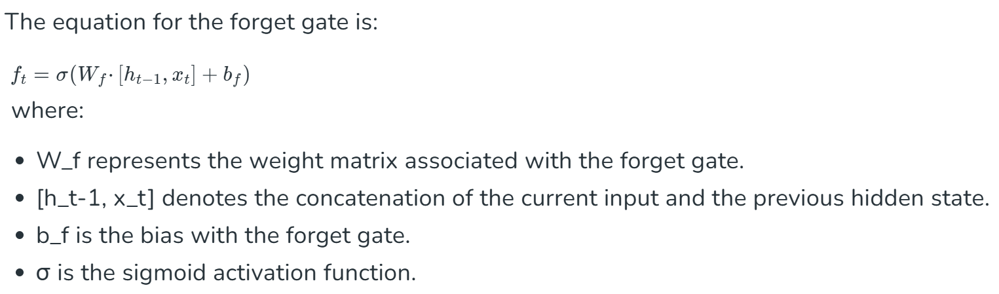 The equation for the forget gate is:
f_t = σ(W_f · [h_{t−1}, x_t] + b_f)
where:
• W_f represents the weight matrix associated with the forget gate.
• [h_t-1, x_t] denotes the concatenation of the current input and the previous hidden state.
• b_f is the bias with the forget gate.
• σ is the sigmoid activation function.